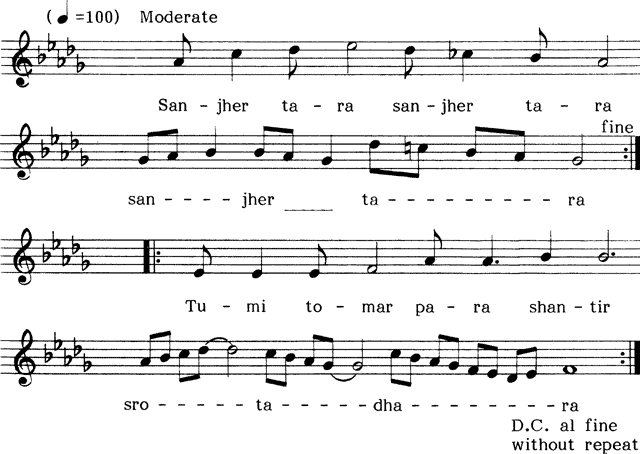 ( ♩ =100) Moderate
San - jher ta - ra san - jher ta - ra
fine
san - - - - jher _____ ta - - - - - - - - - - ra
Tu - mi to - mar pa - ra shan - tir
sro - - - - - - ta - - - - - dha - - - - - - - - ra
D.C. al fine
without repeat